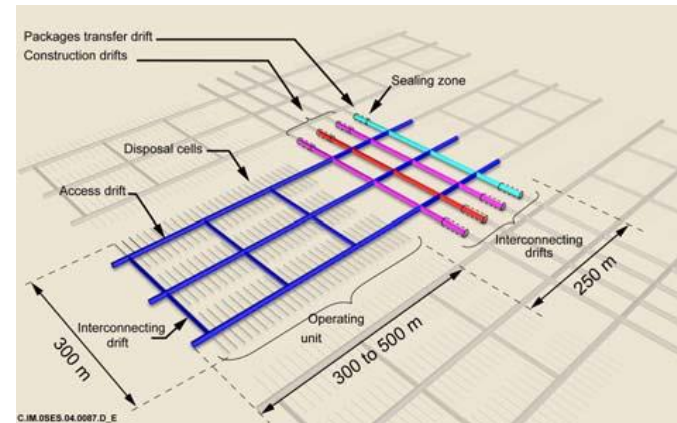 Packages transfer drift
Construction drifts
Sealing zone
Disposal cells
Access drift
Interconnecting
drifts
250 m
Interconnecting
drift
Operating
unit
300 to 500 m
300 m
C.IM.0SES.04.0087.D_E